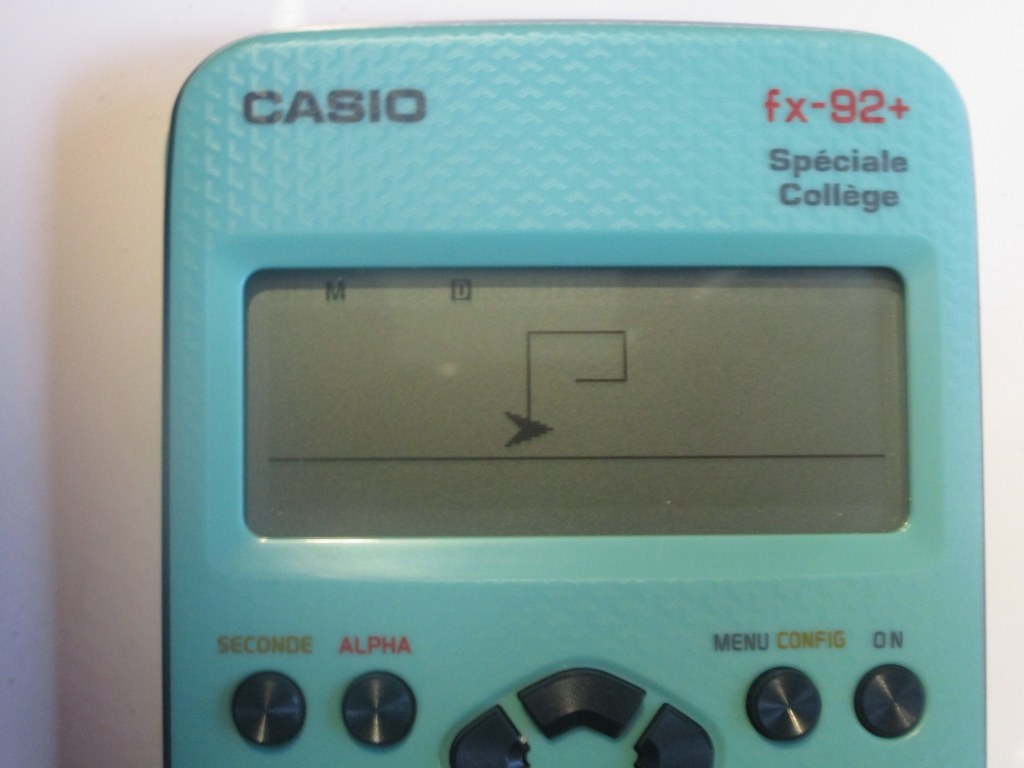 CASIO
fx-92+
Spéciale
Collège
M D
SECONDE ALPHA MENU CONFIG ON